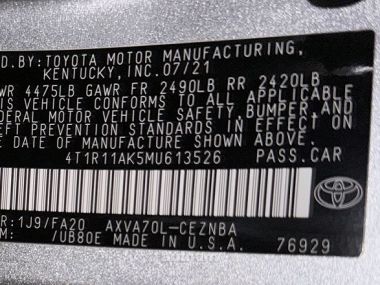 D.BY:TOYOTA MOTOR MANUFACTURING,
KENTUCKY,INC.07/21
WR 4475LB GAWR FR 2490LB RR 2420LB
IS VEHICLE CONFORMS TO ALL APPLICABLE
DERAL MOTOR VEHICLE SAFETY,BUMPER,AND
FT PREVENTION STANDARDS IN EFFECT ON
E DATE OF MANUFACTURE SHOWN ABOVE.
4T1R11AK5MU613526 PASS.CAR
R:1J9/FA20 AXVA70L-CEZNBA
/UB80E MADE IN U.S.A. 76929
TOYOTA